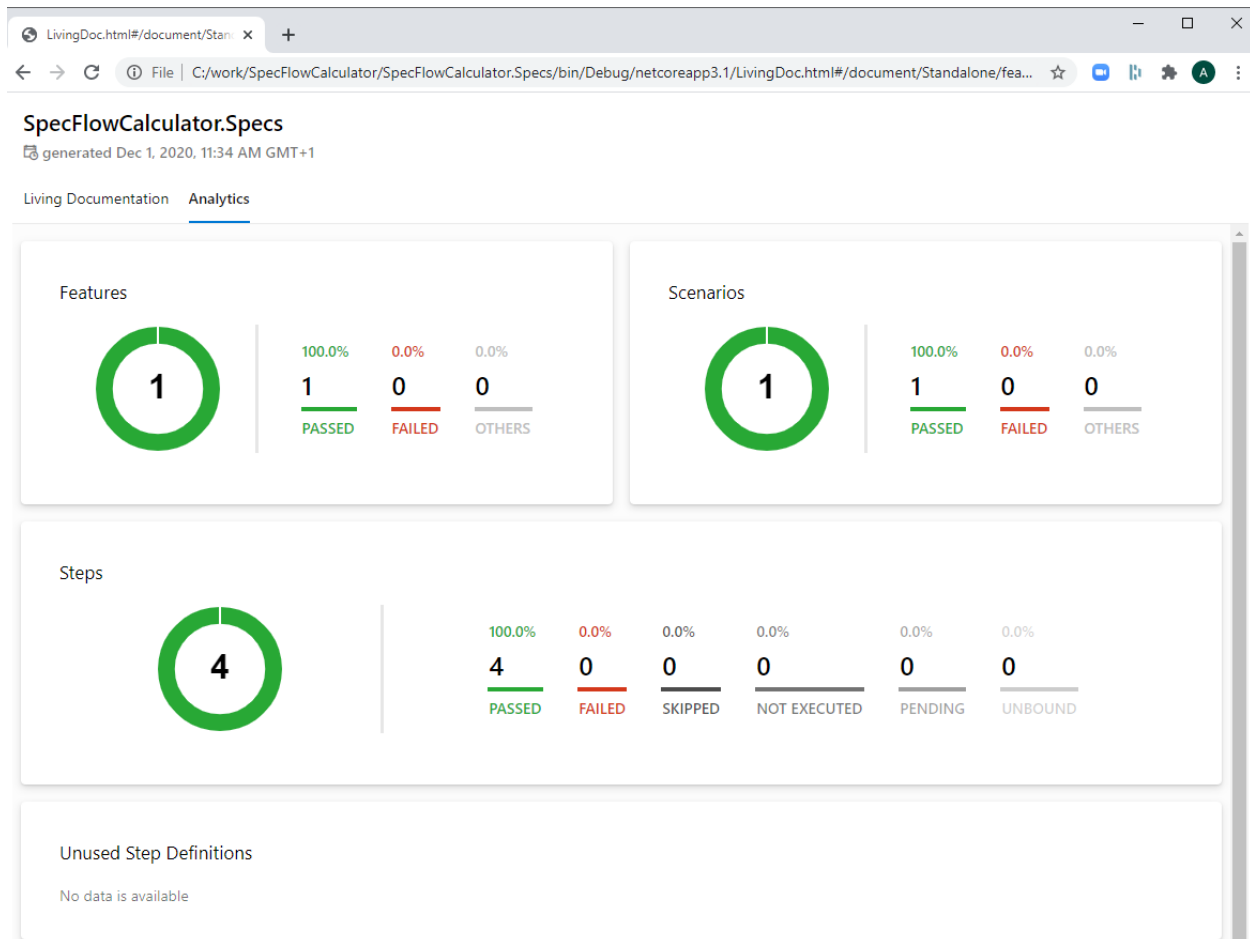 LivingDoc.html#/document/Stan
File C:/work/SpecFlowCalculator/SpecFlowCalculator.Specs/bin/Debug/netcoreapp3.1/LivingDoc.html#/document/Standalone/fea... A
SpecFlowCalculator.Specs
generated Dec 1, 2020, 11:34 AM GMT+1
Living Documentation Analytics
Features
1
100.0% 0.0% 0.0%
1 0 0
PASSED FAILED OTHERS
Scenarios
1
100.0% 0.0% 0.0%
1 0 0
PASSED FAILED OTHERS
Steps
4
100.0% 0.0% 0.0% 0.0% 0.0% 0.0%
4 0 0 0 0 0
PASSED FAILED SKIPPED NOT EXECUTED PENDING UNBOUND
Unused Step Definitions
No data is available